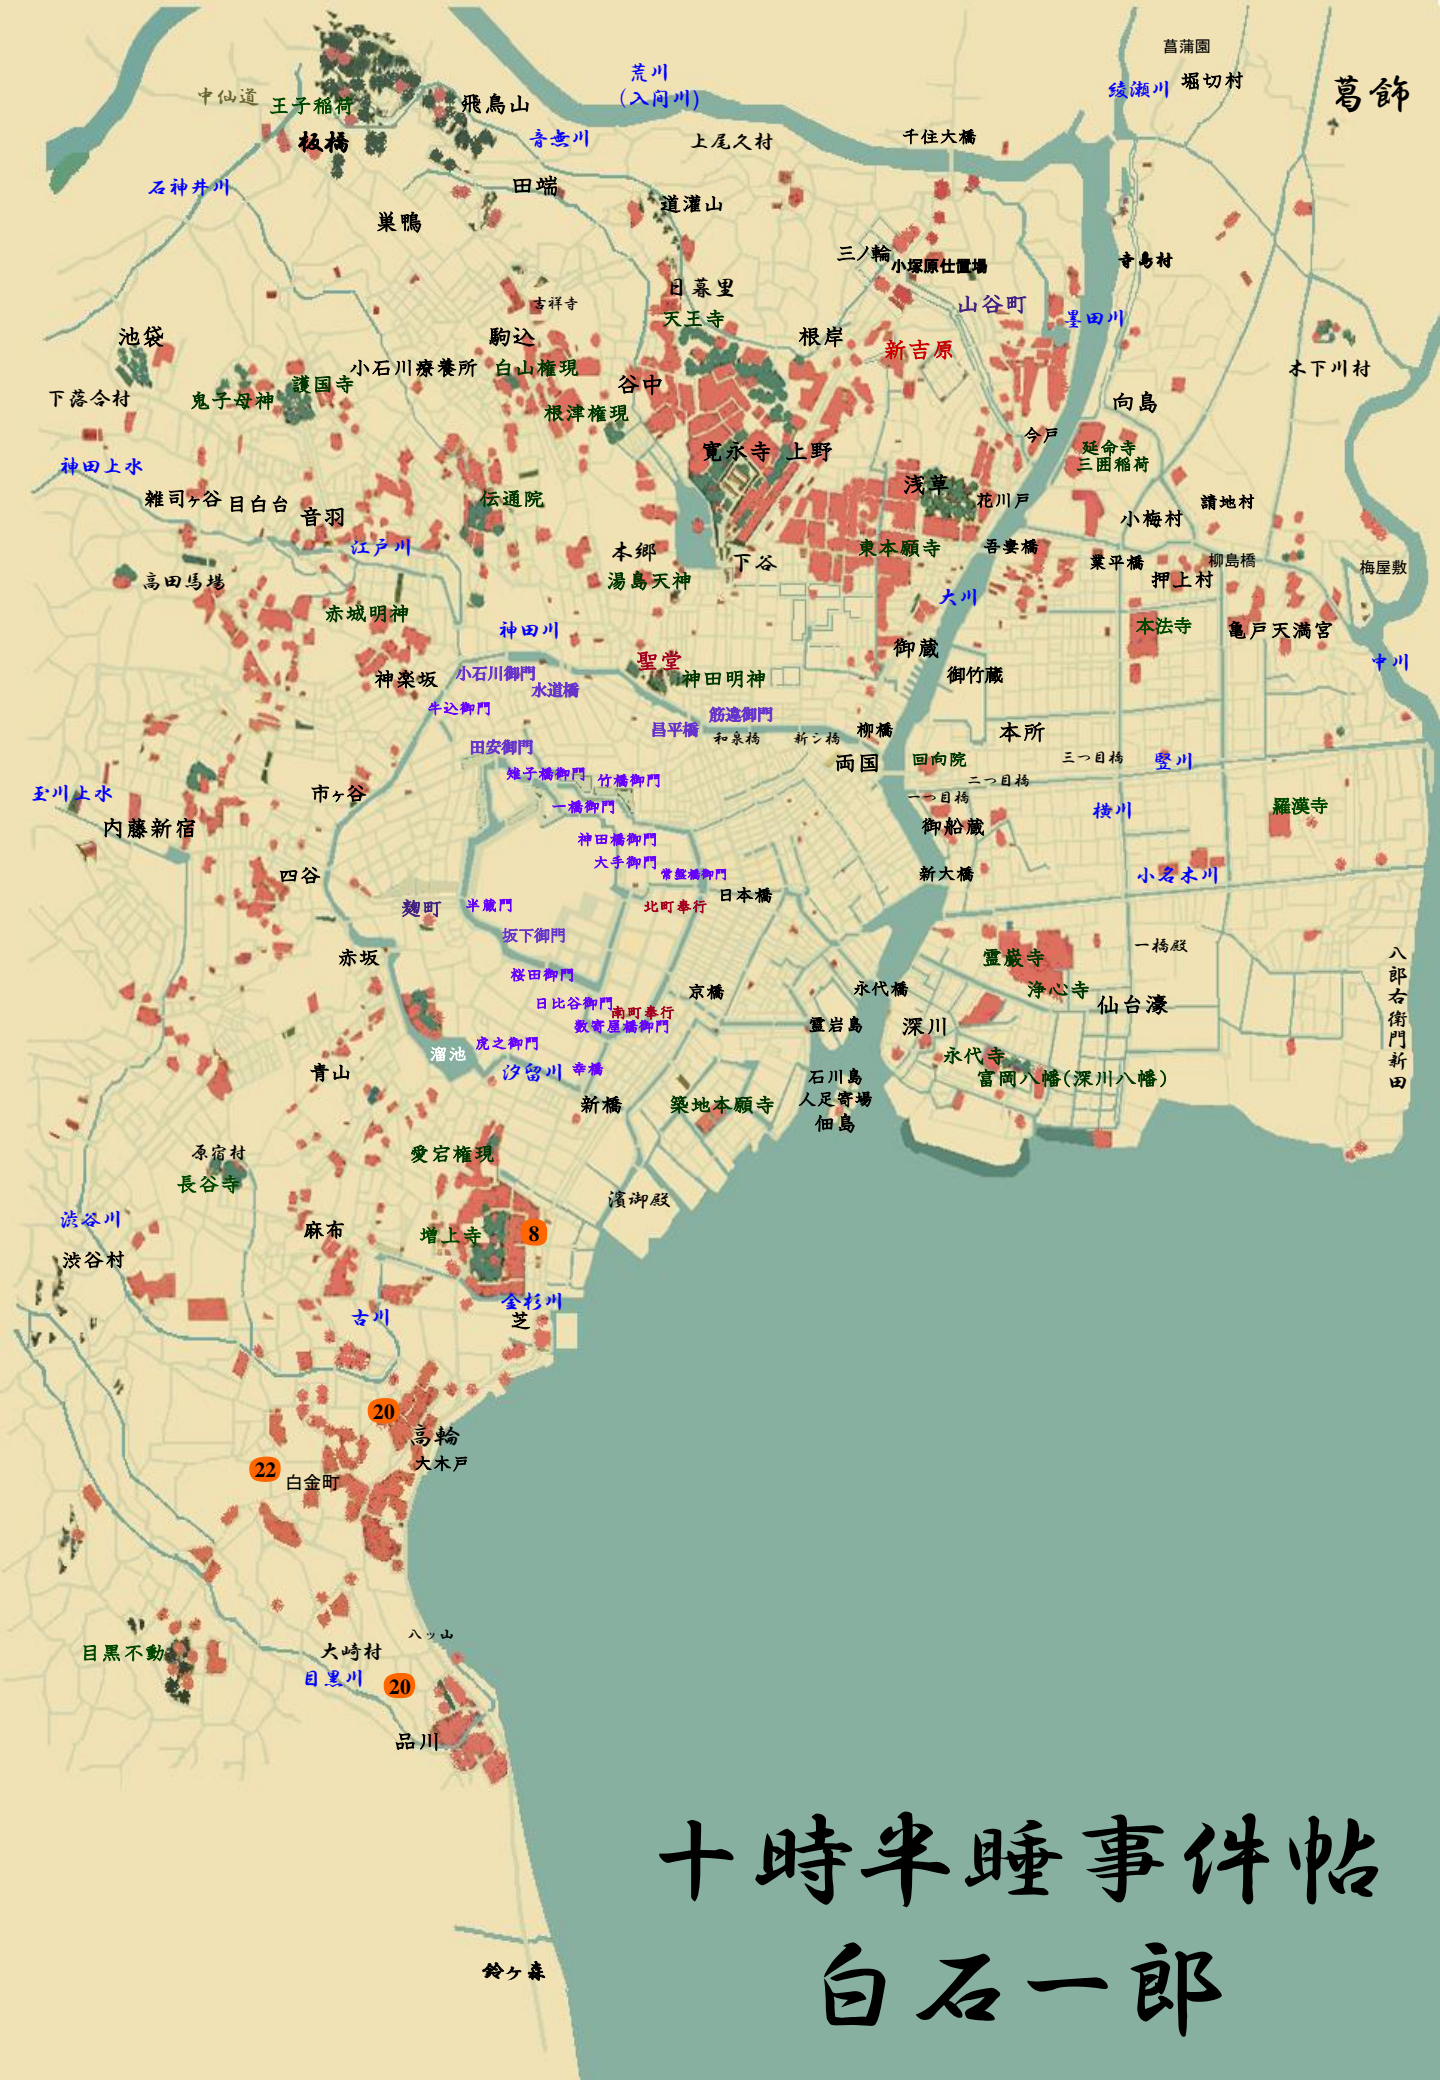 菖蒲園
荒川
(入间川)
綾瀬川
堀切村
葛飾
中仙道
王子稲荷
飛鳥山
板橋
音無川
上尾久村
千住大橋
石神井川
田端
道灌山
巣鴨
三ノ輪
小塚原仕置場
寺島村
日暮里
吉祥寺
山谷町
天王寺
墨田川
池袋
駒込
根岸
新吉原
小石川療養所
白山権現
木下川村
護国寺
谷中
下落合村
鬼子母神
根津権現
向島
今戸
延命寺
三囲稲荷
寛永寺
上野
神田上水
浅草
雑司ヶ谷
目白台
伝通院
花川戸
請地村
音羽
小梅村
江戸川
本郷
下谷
東本願寺
吾妻橋
業平橋
柳島橋
梅屋敷
高田馬場
湯島天神
押上村
大川
赤城明神
本法寺
亀戸天満宮
神田川
御蔵
聖堂
中川
神楽坂
小石川御門
水道橋
神田明神
御竹蔵
牛込御門
筋違御門
昌平橋
和泉橋
新シ橋
柳橋
本所
田安御門
両国
回向院
三つ目橋
竪川
雉子橋御門
竹橋御門
二つ目橋
玉川上水
市ヶ谷
一橋御門
一つ目橋
横川
羅漢寺
内藤新宿
神田橋御門
御船蔵
大手御門
四谷
常盤橋御門
新大橋
小名木川
日本橋
麹町
半蔵門
北町奉行
坂下御門
一橋殿
赤坂
霊巌寺
桜田御門
八郎右衛門新田
京橋
永代橋
浄心寺
日比谷御門
南町奉行
仙台濠
数寄屋橋御門
霊岩島
深川
溜池
虎之御門
永代寺
青山
汐留川
幸橋
石川島
富岡八幡(深川八幡)
人足寄場
新橋
築地本願寺
佃島
原宿村
愛宕権現
長谷寺
濱御殿
渋谷川
麻布
増上寺
8
渋谷村
金杉川
古川
芝
20
高輪
大木戸
22
白金町
八ッ山
目黒不動
大崎村
目黒川
20
品川
十時半睡事件帖
鈴ヶ森
白石一郎